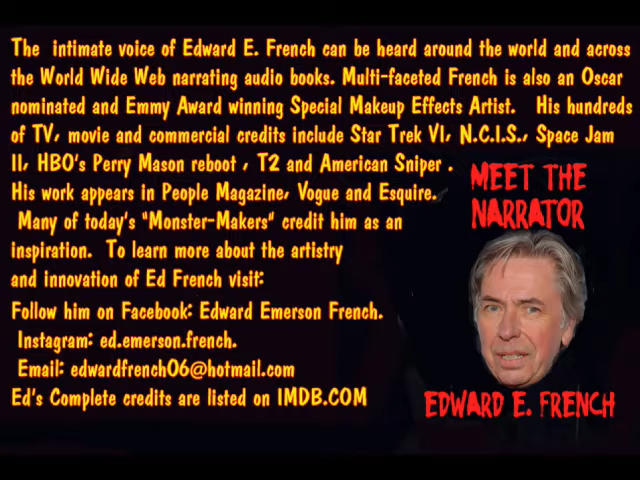 The intimate voice of Edward E. French can be heard around the world and across
the World Wide Web narrating audio books. Multi-faceted French is also an Oscar
nominated and Emmy Award winning Special Makeup Effects Artist. His hundreds
of TV, movie and commercial credits include Star Trek VI, N.C.I.S., Space Jam
II, HBO's Perry Mason reboot , T2 and American Sniper .
His work appears in People Magazine, Vogue and Esquire.
Many of today's "Monster-Makers" credit him as an
inspiration. To learn more about the artistry
and innovation of Ed French visit:
Follow him on Facebook: Edward Emerson French.
Instagram: ed.emerson.french.
Email: edwardfrench06@hotmail.com
Ed's Complete credits are listed on IMDB.COM
MEET THE
NARRATOR
EDWARD E. FRENCH